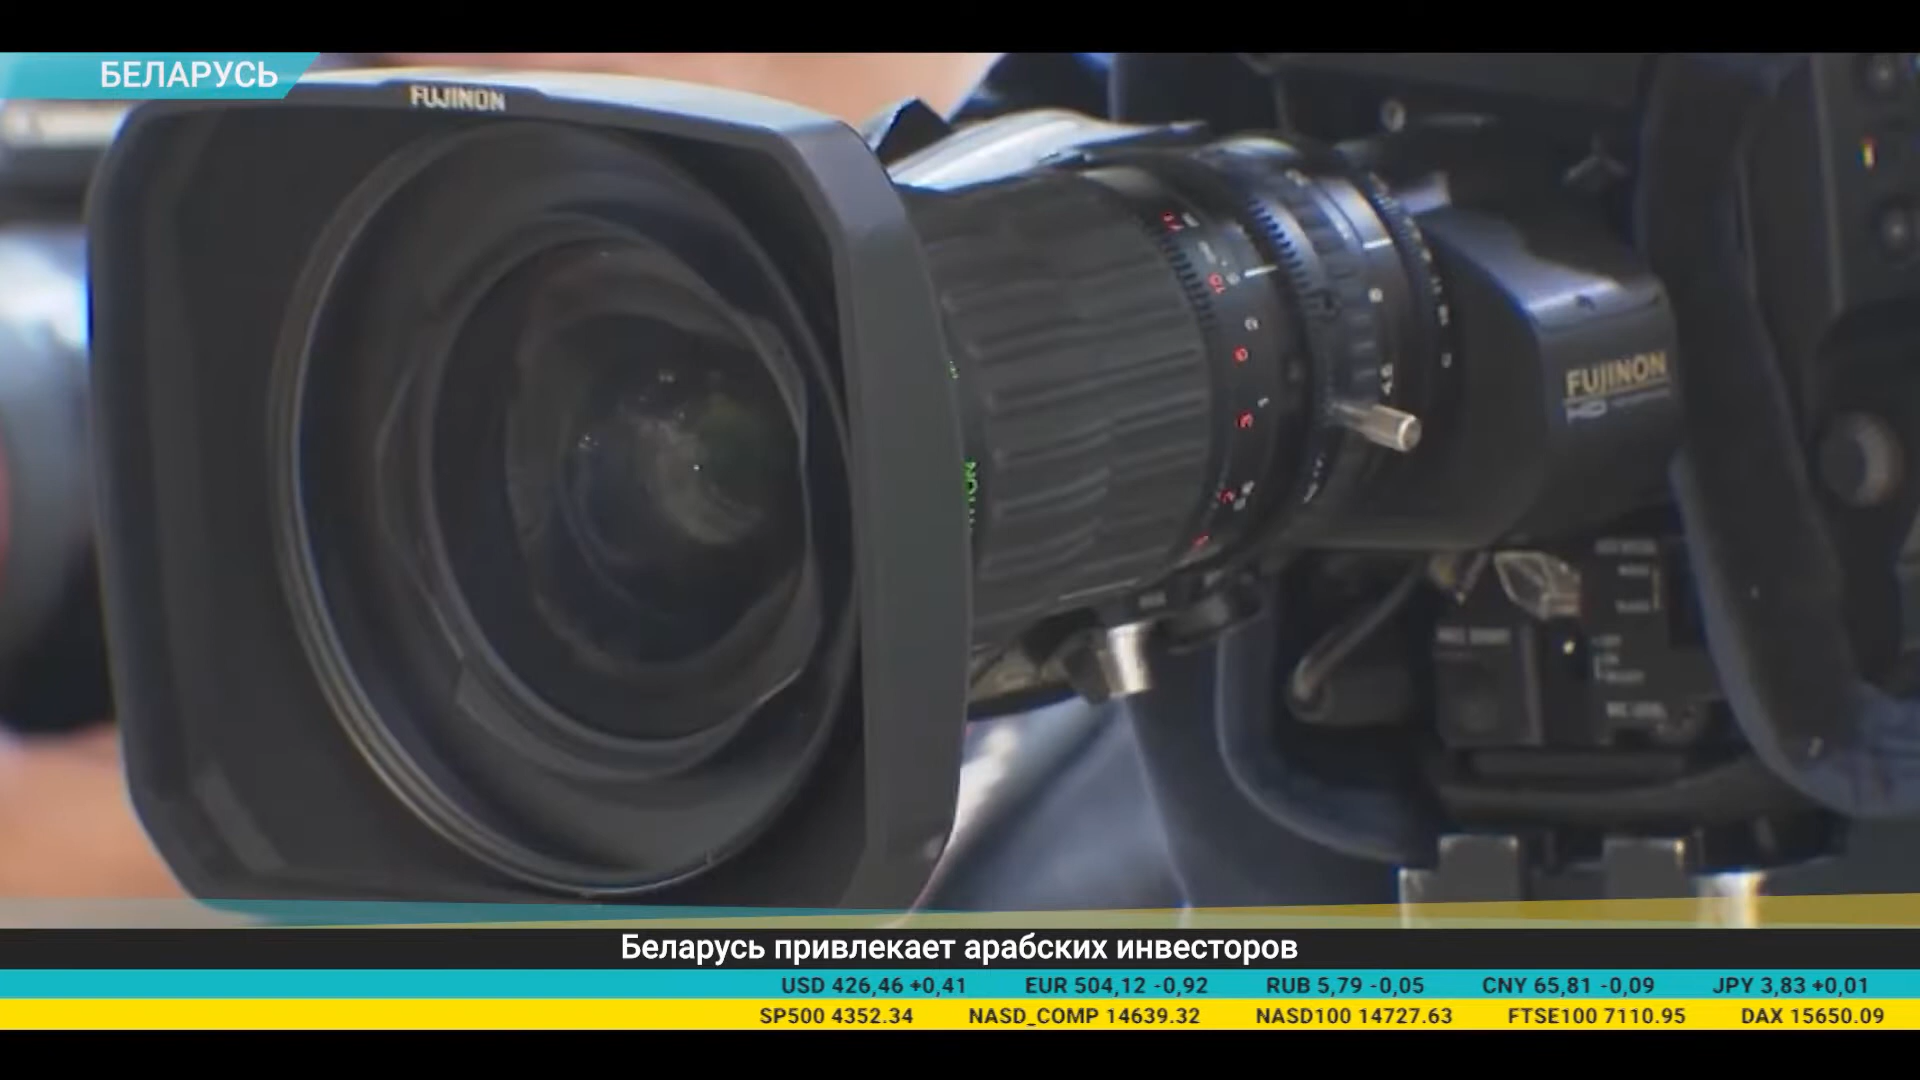 БЕЛАРУСЬ
FUJINON
FUJINON
HD
Беларусь привлекает арабских инвесторов
USD 426,46 +0,41 EUR 504,12 -0,92 RUB 5,79 -0,05 CNY 65,81 -0,09 JPY 3,83 +0,01
SP500 4352.34 NASD_COMP 14639.32 NASD100 14727.63 FTSE100 7110.95 DAX 15650.09